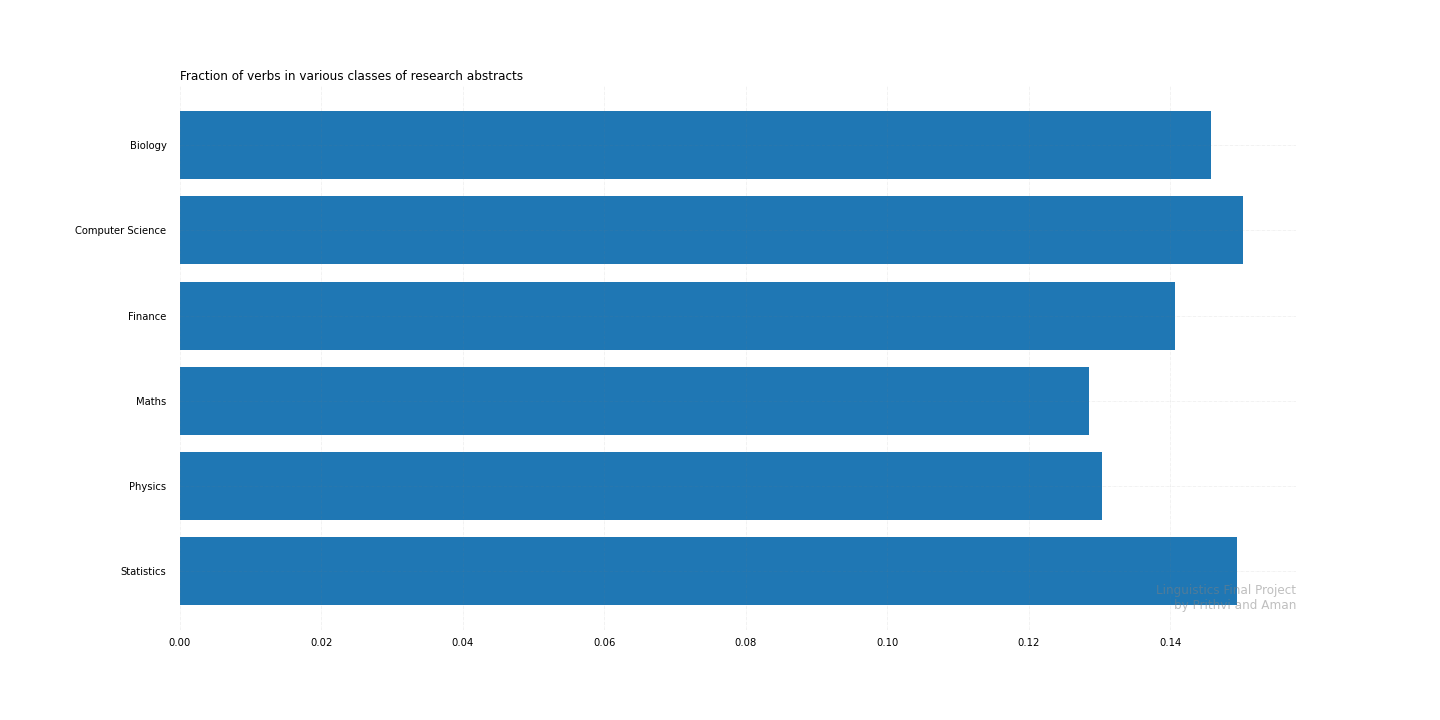 Fraction of verbs in various classes of research abstracts
Biology
Computer Science
Finance
Maths
Physics
Statistics
Linguistics Final Project
by Prithvi and Aman
0.00 0.02 0.04 0.06 0.08 0.10 0.12 0.14